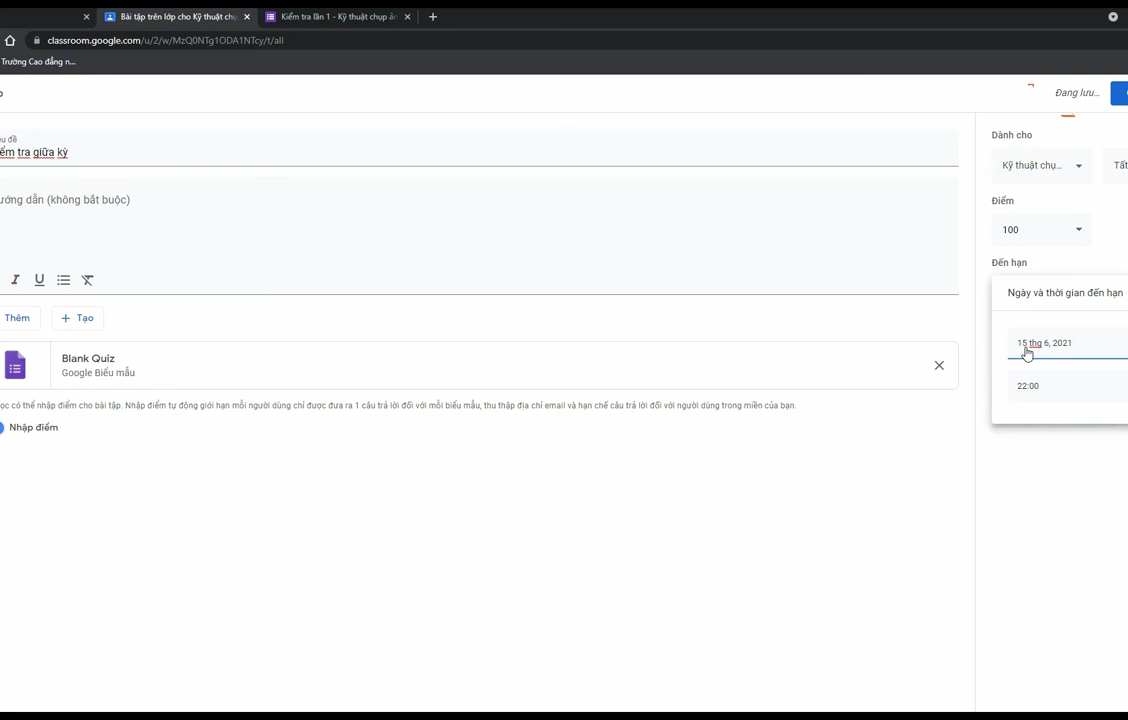 Bài tập trên lớp cho Kỹ thuật chụ
Kiểm tra lần 1 - Kỹ thuật chụp ản
classroom.google.com/u/2/w/MzQ0NTg1ODA1NTcy/t/all
Trường Cao đẳng n...
Đang lưu...
Dành cho
Kỹ thuật chụ...
Tất
Điểm
100
Đến hạn
Ngày và thời gian đến hạn
15 thg 6, 2021
22:00
êu đề
ểm tra giữa kỳ
ướng dẫn (không bắt buộc)
Thêm
Tạo
Blank Quiz
Google Biểu mẫu
ọc có thể nhập điểm cho bài tập. Nhập điểm tự động giới hạn mỗi người dùng chỉ được đưa ra 1 câu trả lời đối với mỗi biểu mẫu, thu thập địa chỉ email và hạn chế câu trả lời đối với người dùng trong miền của bạn.
Nhập điểm